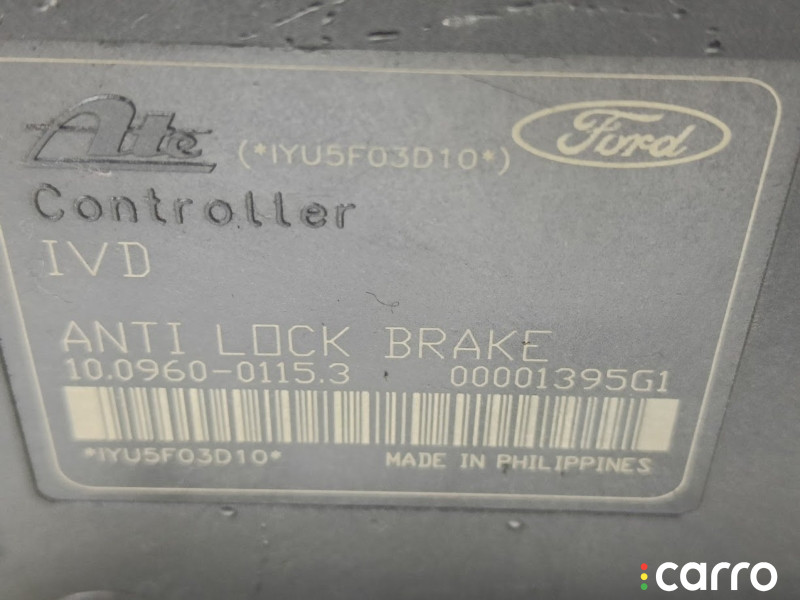 Ate (*IYU5F03D10*) Ford
Controller
IVD
ANTI LOCK BRAKE
10.0960-0115.3 00001395G1
*IYU5F03D10* MADE IN PHILIPPINES
carro